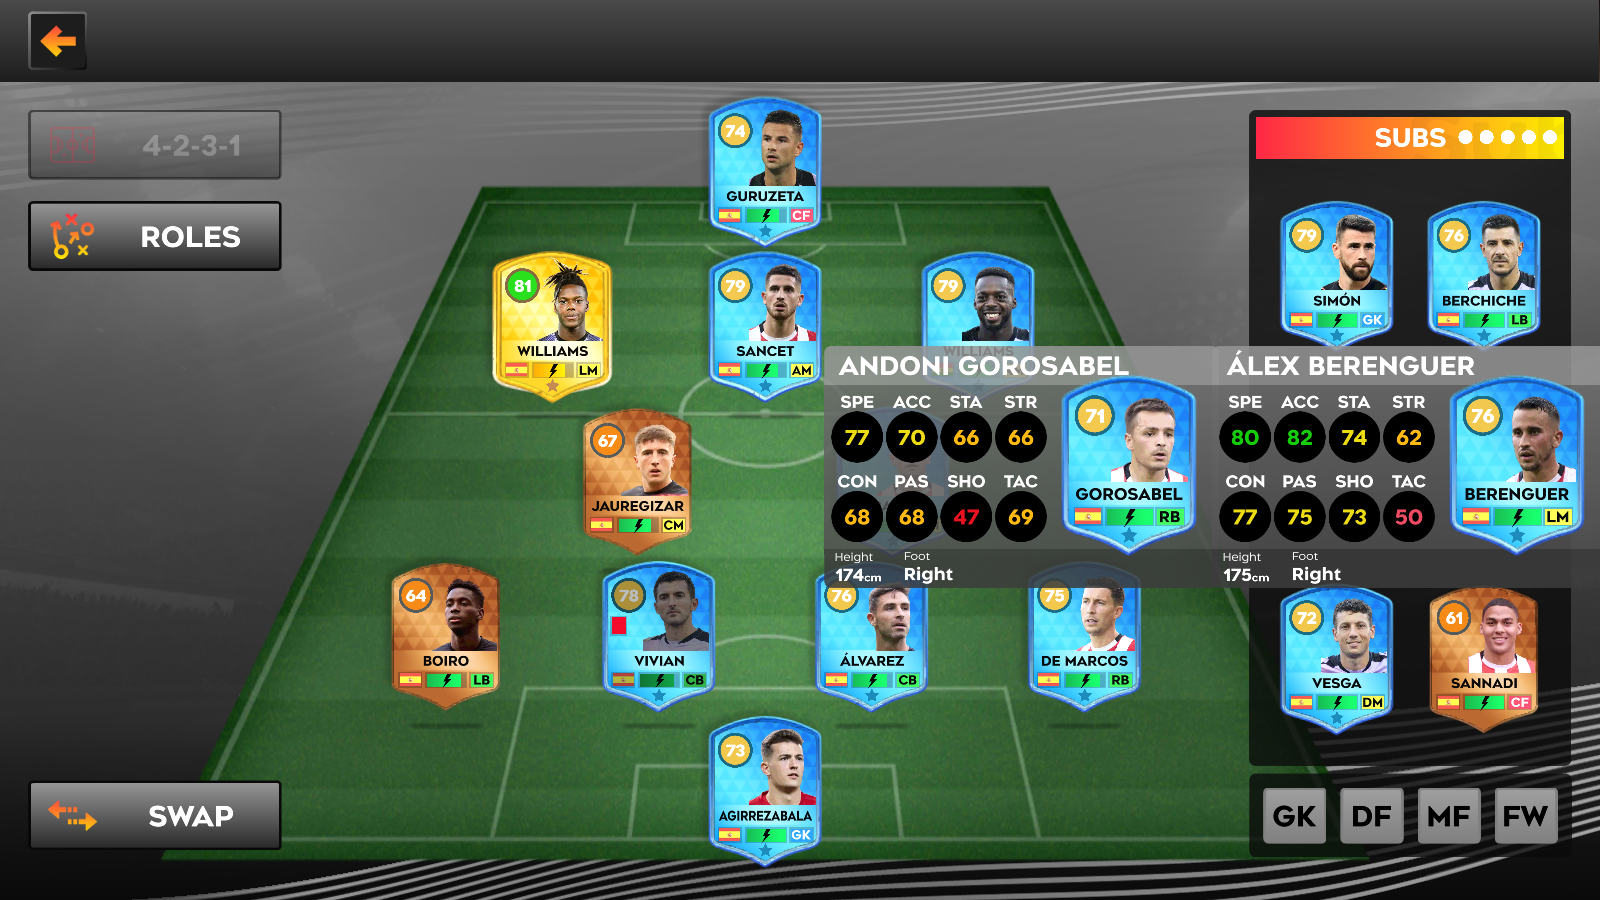 4-2-3-1
ROLES
SWAP
74
GURUZETA
CF
81
WILLIAMS
LM
79
SANCET
AM
79
WILLIAMS
67
JAUREGIZAR
CM
64
BOIRO
LB
78
VIVIAN
CB
76
ÁLVAREZ
CB
75
DE MARCOS
RB
73
AGIRREZABALA
GK
SUBS
79
SIMÓN
GK
76
BERCHICHE
LB
ANDONI GOROSABEL
SPE ACC STA STR
77 70 66 66
CON PAS SHO TAC
68 68 47 69
Height Foot
174cm Right
71
GOROSABEL
RB
ÁLEX BERENGUER
SPE ACC STA STR
80 82 74 62
CON PAS SHO TAC
77 75 73 50
Height Foot
175cm Right
76
BERENGUER
LM
72
VESGA
DM
61
SANNADI
CF
GK DF MF FW